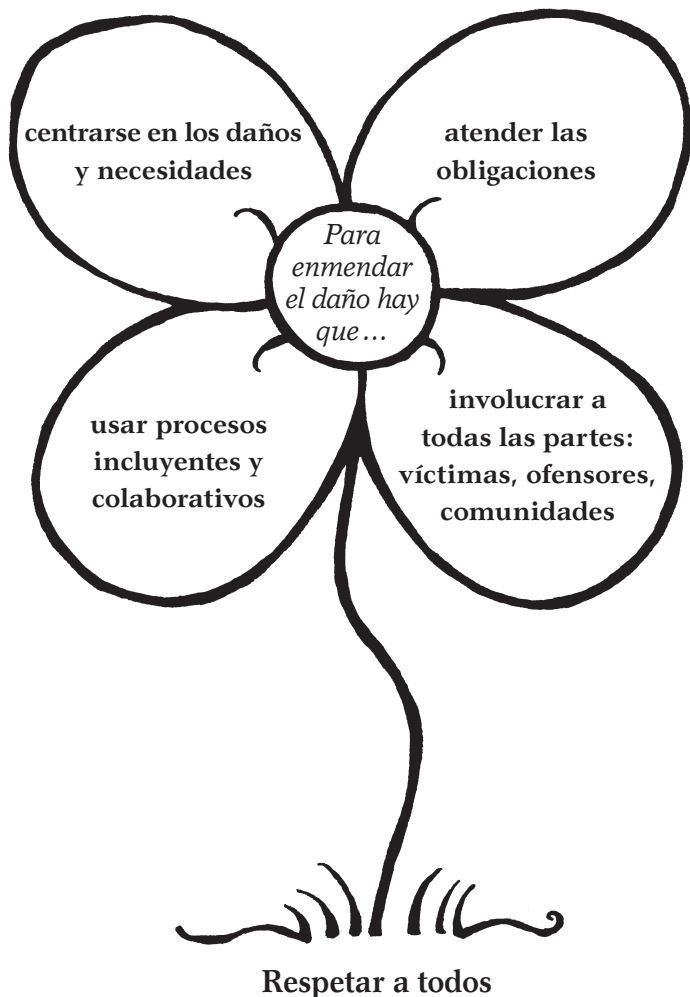 centrarse en los daños
y necesidades
atender las
obligaciones
Para
enmendar
el daño hay
que...
usar procesos
incluyentes y
colaborativos
involucrar a
todas las partes:
víctimas, ofensores,
comunidades
Respetar a todos